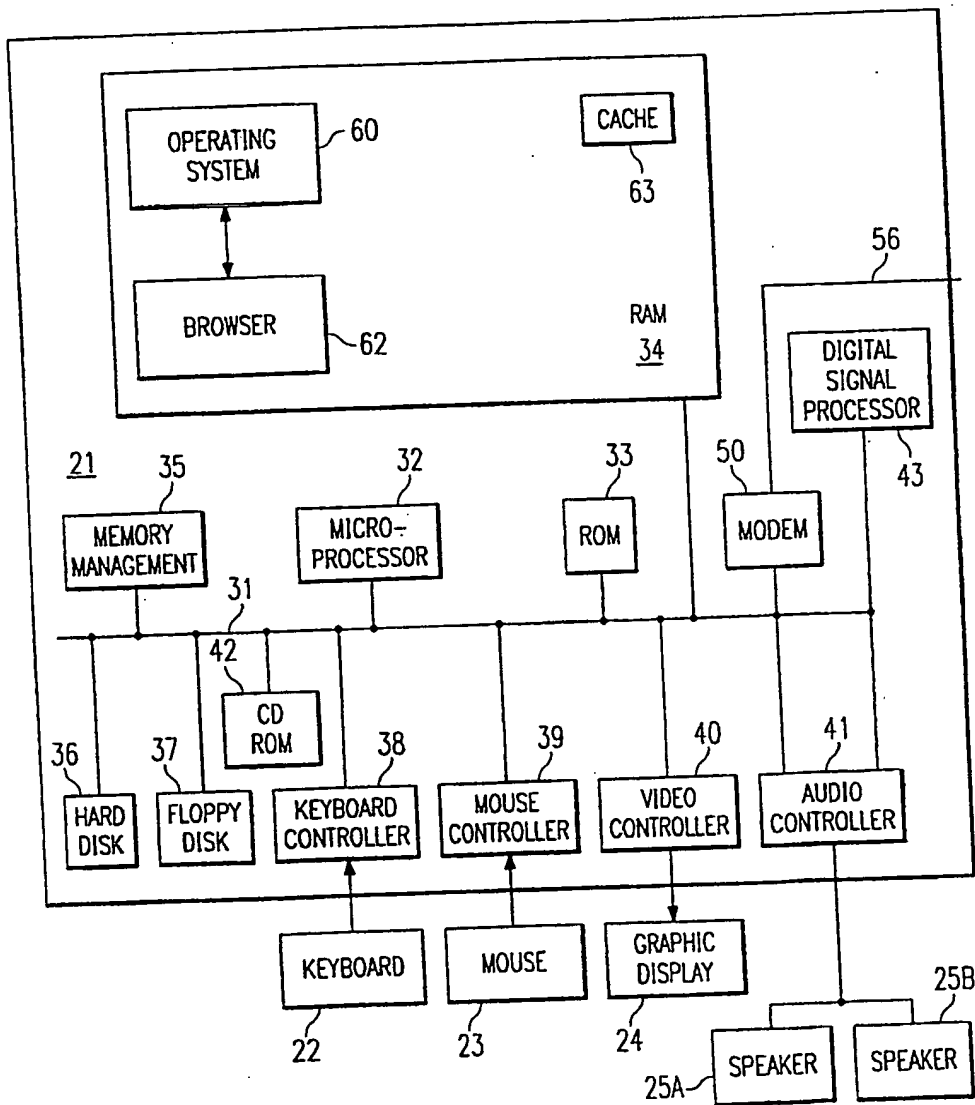 OPERATING
SYSTEM
60
CACHE
63
BROWSER
62
RAM
34
56
DIGITAL
SIGNAL
PROCESSOR
43
21
35
MEMORY
MANAGEMENT
32
MICRO-
PROCESSOR
33
ROM
50
MODEM
31
42
CD
ROM
36
HARD
DISK
37
FLOPPY
DISK
38
KEYBOARD
CONTROLLER
39
MOUSE
CONTROLLER
40
VIDEO
CONTROLLER
41
AUDIO
CONTROLLER
KEYBOARD
22
MOUSE
23
GRAPHIC
DISPLAY
24
25A
SPEAKER
25B
SPEAKER